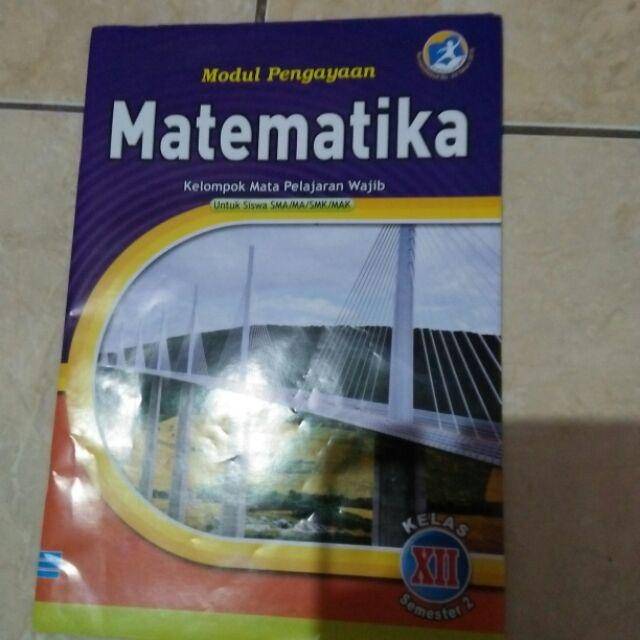 Modul Pengayaan
Matematika
Kelompok Mata Pelajaran Wajib
Untuk Siswa SMA/MA/SMK/MAK
KELAS
XII
Semester 2